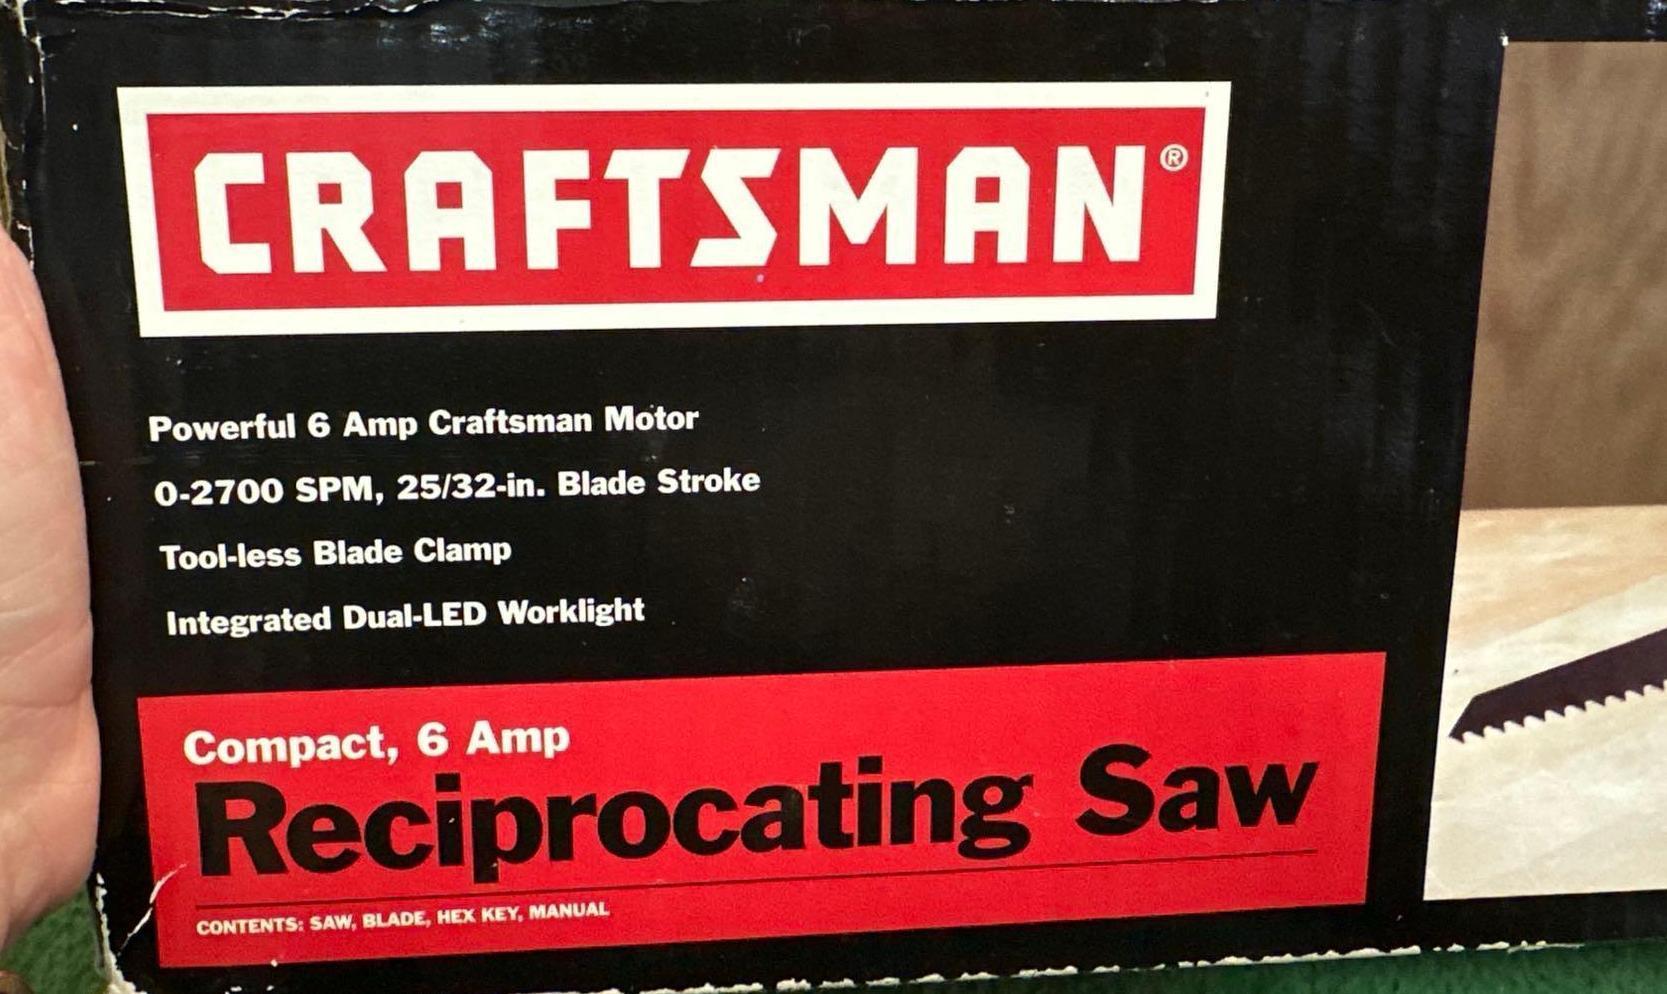 CRAFTSMAN®
Powerful 6 Amp Craftsman Motor
0-2700 SPM, 25/32-in. Blade Stroke
Tool-less Blade Clamp
Integrated Dual-LED Worklight
Compact, 6 Amp
Reciprocating Saw
CONTENTS: SAW, BLADE, HEX KEY, MANUAL